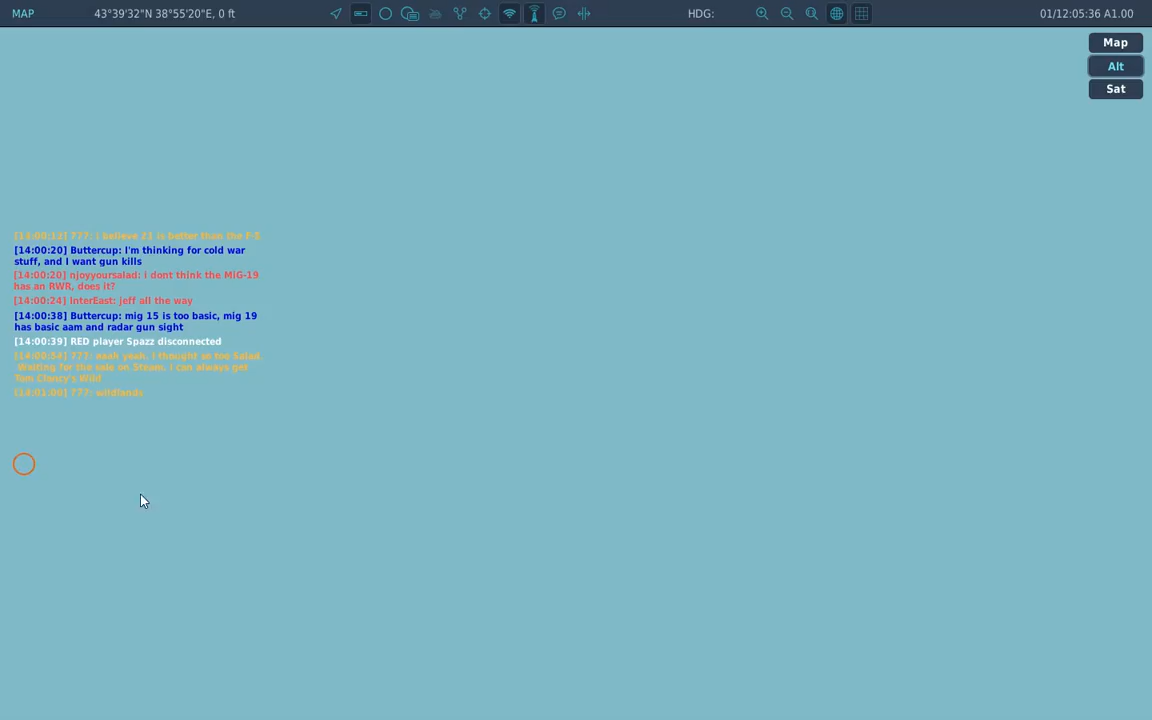 MAP 43°39'32"N 38°55'20"E, 0 ft HDG: 01/12:05:36 A1.00
Map
Alt
Sat
[14:00:13] 777: i believe 21 is better than the F-5
[14:00:20] Buttercup: I'm thinking for cold war
stuff, and I want gun kills
[14:00:20] njoyyoursalad: i dont think the MiG-19
has an RWR, does it?
[14:00:24] InterEast: jeff all the way
[14:00:38] Buttercup: mig 15 is too basic, mig 19
has basic aam and radar gun sight
[14:00:39] RED player Spazz disconnected
777: aaah yeah. i thought so too Salad.
Waiting for the sale on Steam. i can always get
Tom Clancy's Wild
[14:01:00] 777: wildlands